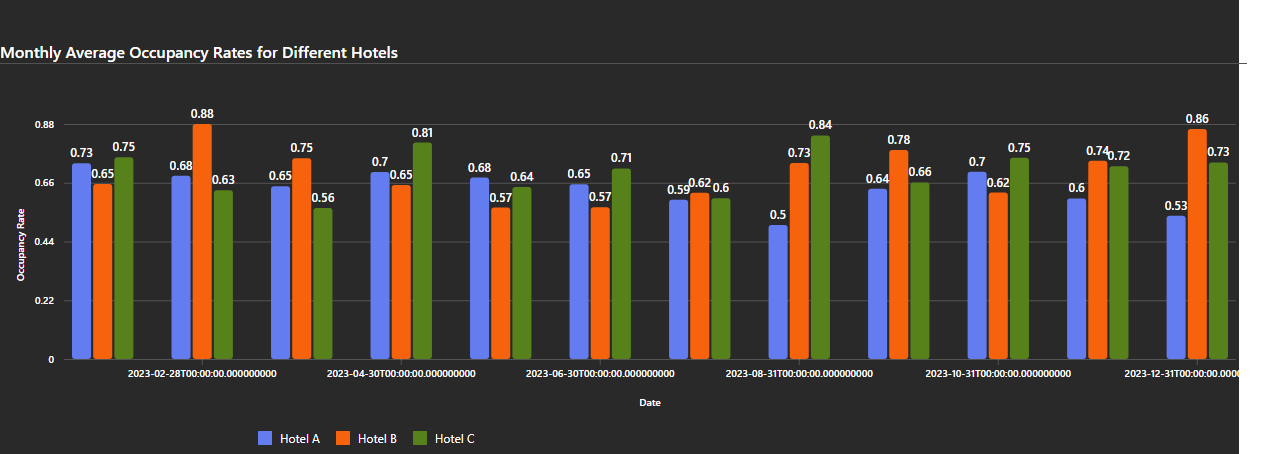 Monthly Average Occupancy Rates for Different Hotels
0.88
0.66
0.44
0.22
0
Occupancy Rate
0.73 0.65 0.75
0.68 0.88 0.63
0.65 0.75 0.56
0.7 0.65 0.81
0.68 0.57 0.64
0.65 0.57 0.71
0.59 0.62 0.6
0.5 0.73 0.84
0.64 0.78 0.66
0.7 0.62 0.75
0.6 0.74 0.72
0.53 0.86 0.73
2023-02-28T00:00:00.000000000 2023-04-30T00:00:00.000000000 2023-06-30T00:00:00.000000000 2023-08-31T00:00:00.000000000 2023-10-31T00:00:00.000000000 2023-12-31T00:00:00.0000
Date
Hotel A Hotel B Hotel C